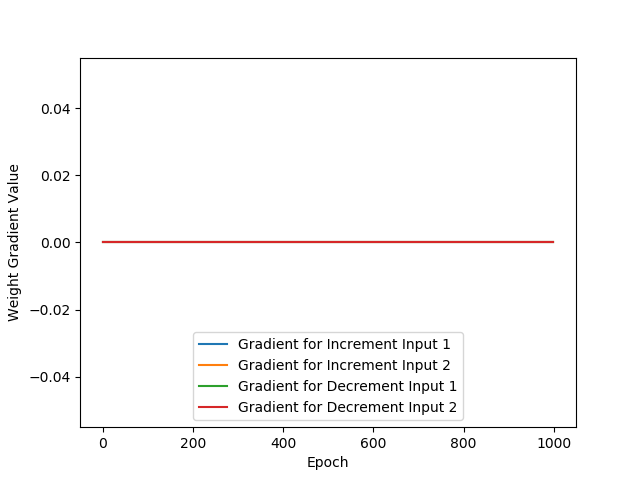 0.04
0.02
0.00
−0.02
−0.04
Weight Gradient Value
Gradient for Increment Input 1
Gradient for Increment Input 2
Gradient for Decrement Input 1
Gradient for Decrement Input 2
0 200 400 600 800 1000
Epoch